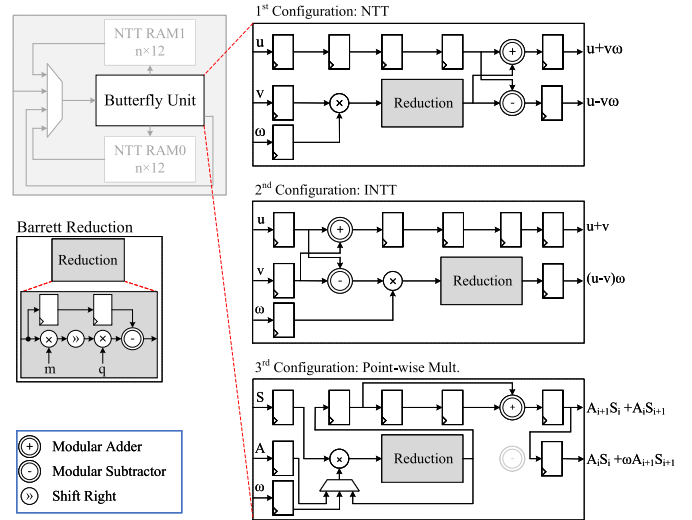 NTT RAM1
n×12
Butterfly Unit
NTT RAM0
n×12
Barrett Reduction
Reduction
m
q
Modular Adder
Modular Subtractor
Shift Right
1st Configuration: NTT
u
v
ω
Reduction
u+vω
u-vω
2nd Configuration: INTT
u
v
ω
Reduction
u+v
(u-v)ω
3rd Configuration: Point-wise Mult.
S
A
ω
Reduction
Ai+1Si +AiSi+1
AiSi +ωAi+1Si+1